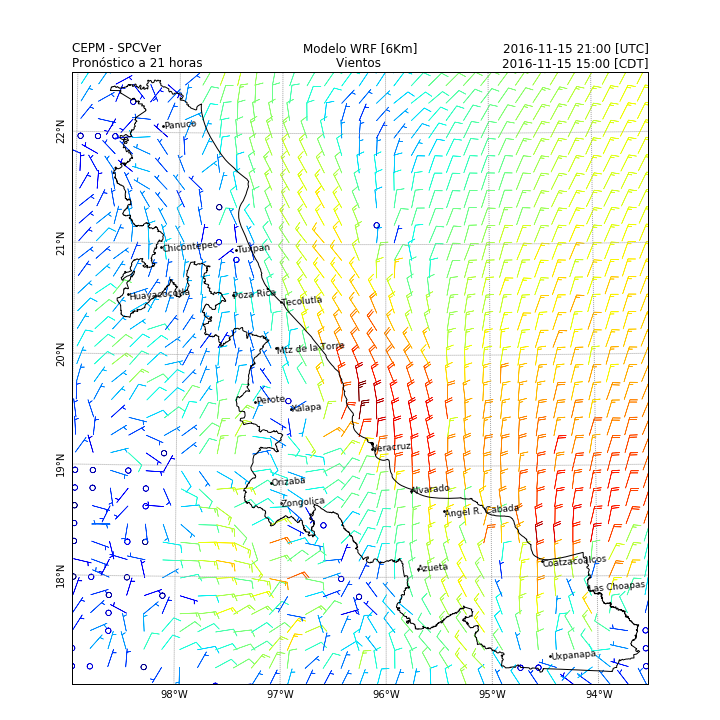 CEPM - SPCVer
Modelo WRF [6Km]
2016-11-15 21:00 [UTC]
Pronóstico a 21 horas
Vientos
2016-11-15 15:00 [CDT]
22°N
21°N
20°N
19°N
18°N
Panuco
Chicontepec
Tuxpan
Huayacocotla
Poza Rica
Tecolutla
Mtz de la Torre
Perote
Xalapa
Veracruz
Orizaba
Alvarado
Zongolica
Angel R. Cabada
Azueta
Coatzacoalcos
Las Choapas
Uxpanapa
98°W
97°W
96°W
95°W
94°W